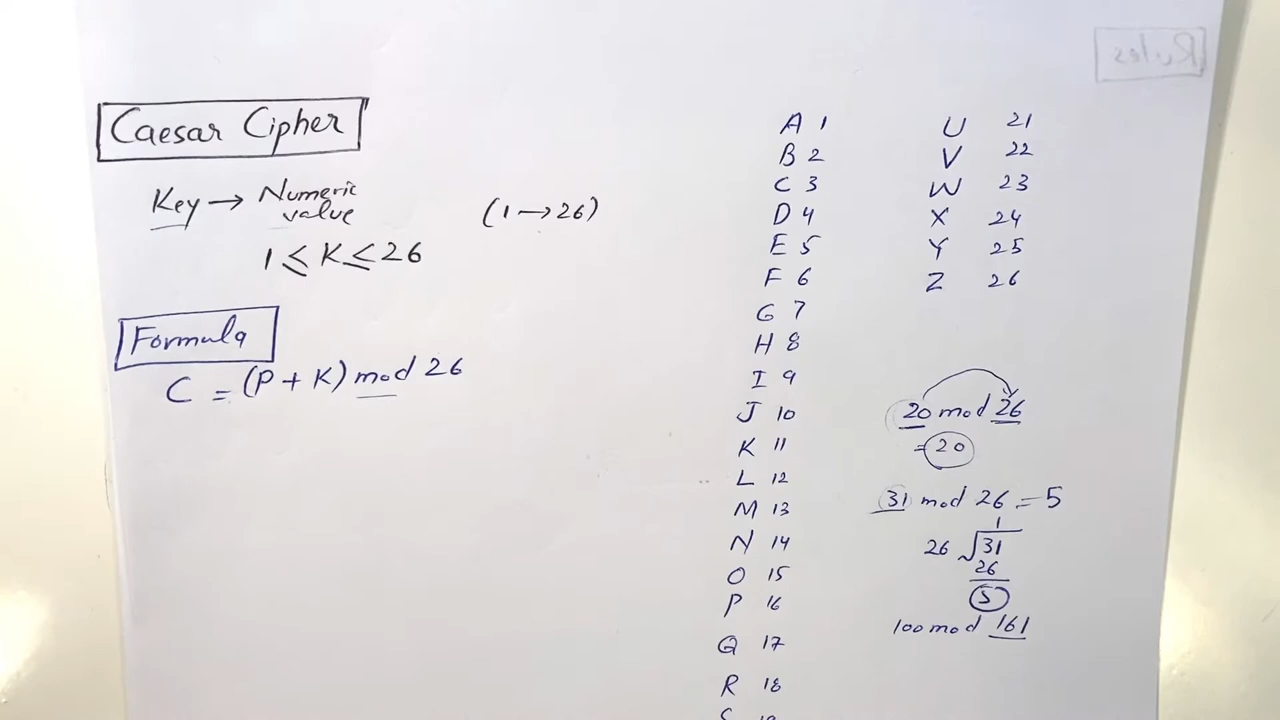 Rules
Caesar Cipher
Key → Numeric value
(1 → 26)
1 ≤ K ≤ 26
Formula
C = (P + K) mod 26
A 1
B 2
C 3
D 4
E 5
F 6
G 7
H 8
I 9
J 10
K 11
L 12
M 13
N 14
O 15
P 16
Q 17
R 18
S 19
U 21
V 22
W 23
X 24
Y 25
Z 26
20 mod 26
= 20
31 mod 26 = 5
1
26 √31
26
5
100 mod 161